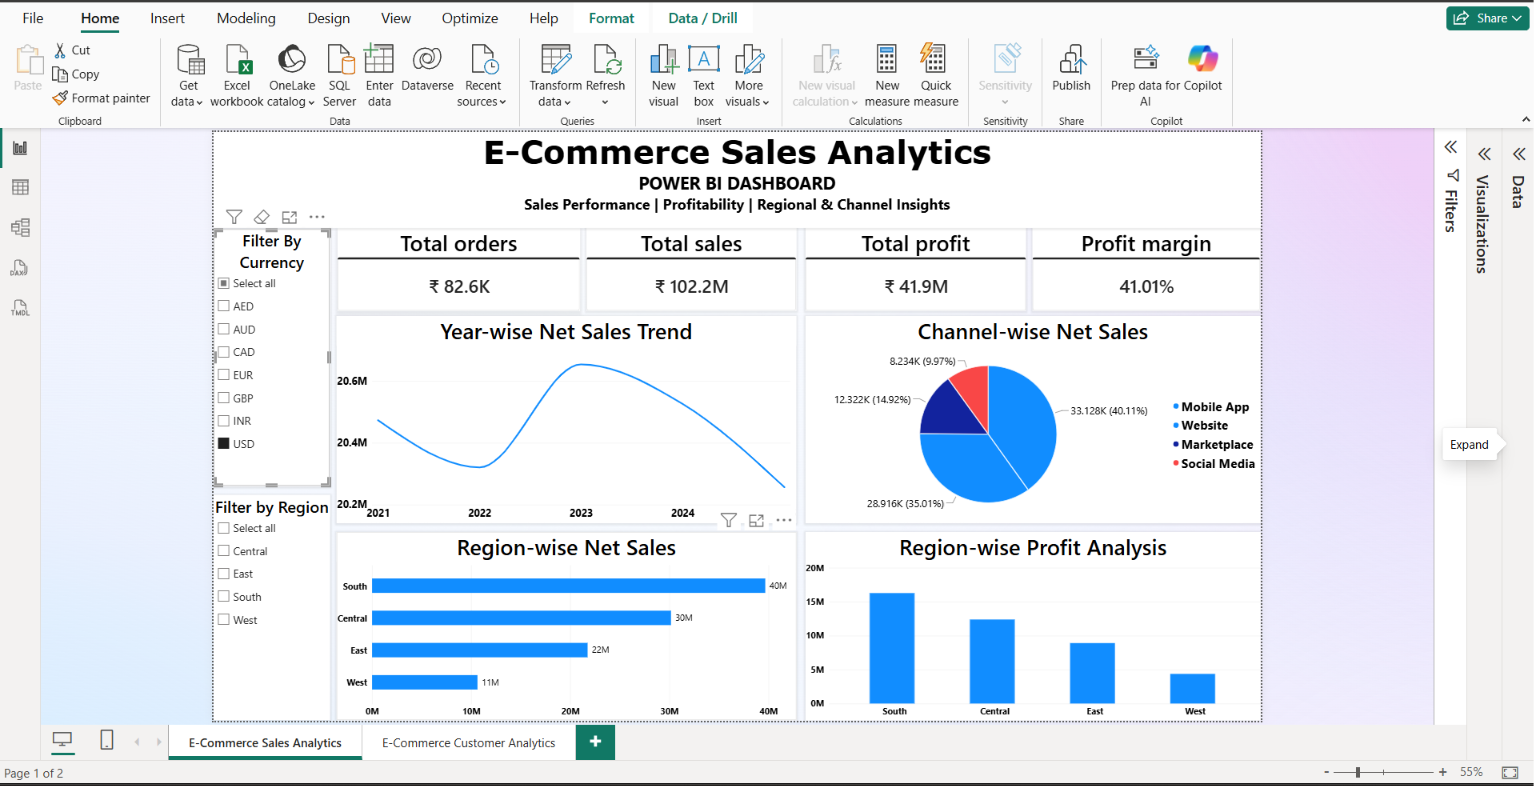 File Home Insert Modeling Design View Optimize Help Format Data / Drill Share
Paste
Cut
Copy
Format painter
Clipboard
Get data
Excel workbook
OneLake catalog
SQL Server
Enter data
Dataverse
Recent sources
Data
Transform data
Refresh
Queries
New visual
Text box
More visuals
Insert
New visual calculation
New measure
Quick measure
Calculations
Sensitivity
Sensitivity
Publish
Share
Prep data for AI
Copilot
Copilot
DAX
TMDL
E-Commerce Sales Analytics
POWER BI DASHBOARD
Sales Performance | Profitability | Regional & Channel Insights
Filter By
Currency
Select all
AED
AUD
CAD
EUR
GBP
INR
USD
Filter by Region
Select all
Central
East
South
West
Total orders
₹ 82.6K
Total sales
₹ 102.2M
Total profit
₹ 41.9M
Profit margin
41.01%
Year-wise Net Sales Trend
20.6M
20.4M
20.2M
2021 2022 2023 2024
Channel-wise Net Sales
8.234K (9.97%)
12.322K (14.92%)
33.128K (40.11%)
28.916K (35.01%)
Mobile App
Website
Marketplace
Social Media
Region-wise Net Sales
South 40M
Central 30M
East 22M
West 11M
0M 10M 20M 30M 40M
Region-wise Profit Analysis
20M
15M
10M
5M
0M
South Central East West
Filters
Visualizations
Data
Expand
E-Commerce Sales Analytics
E-Commerce Customer Analytics
Page 1 of 2
55%